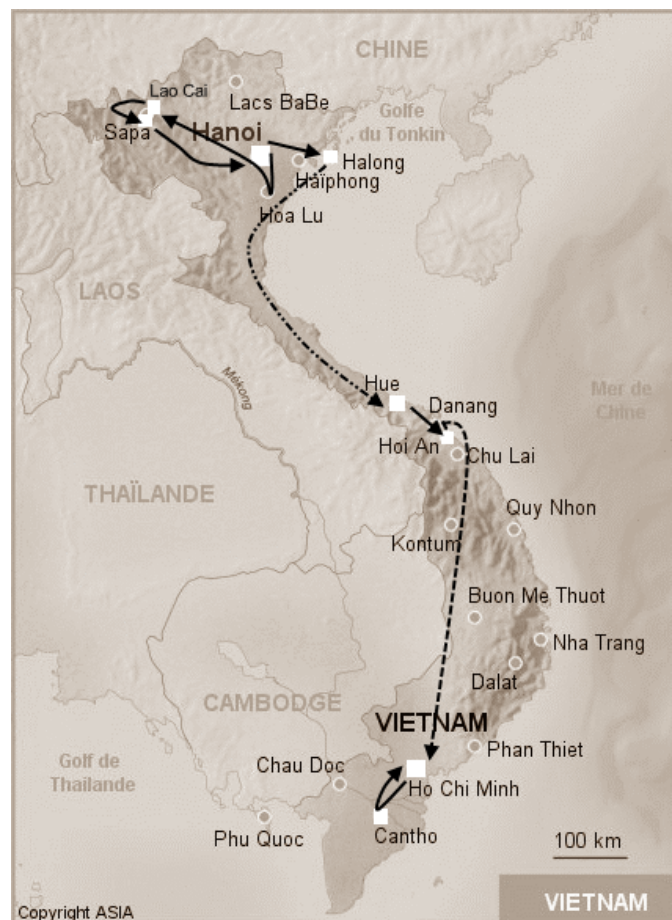 CHINE
Lao Cai
Lacs BaBe
Golfe
du Tonkin
Sapa
Hanoi
Halong
Haïphong
Hoa Lu
LAOS
Mékong
Hue
Danang
Mer de
Chine
Hoi An
Chu Lai
THAÏLANDE
Quy Nhon
Kontum
Buon Me Thuot
Nha Trang
Dalat
CAMBODGE
VIETNAM
Phan Thiet
Golf de
Thailande
Chau Doc
Ho Chi Minh
Phu Quoc
Cantho
100 km
VIETNAM
Copyright ASIA